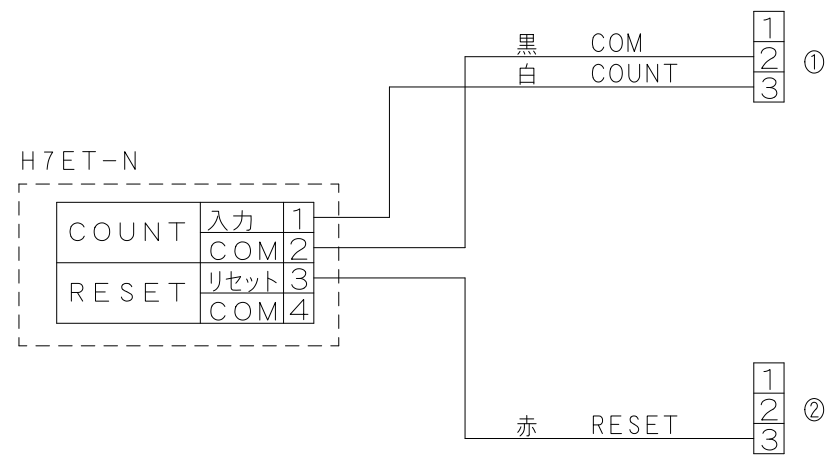 黒 COM
白 COUNT
1
2
3
①
H7ET-N
COUNT 入力 1
COM 2
RESET リセット 3
COM 4
赤 RESET
1
2
3
②